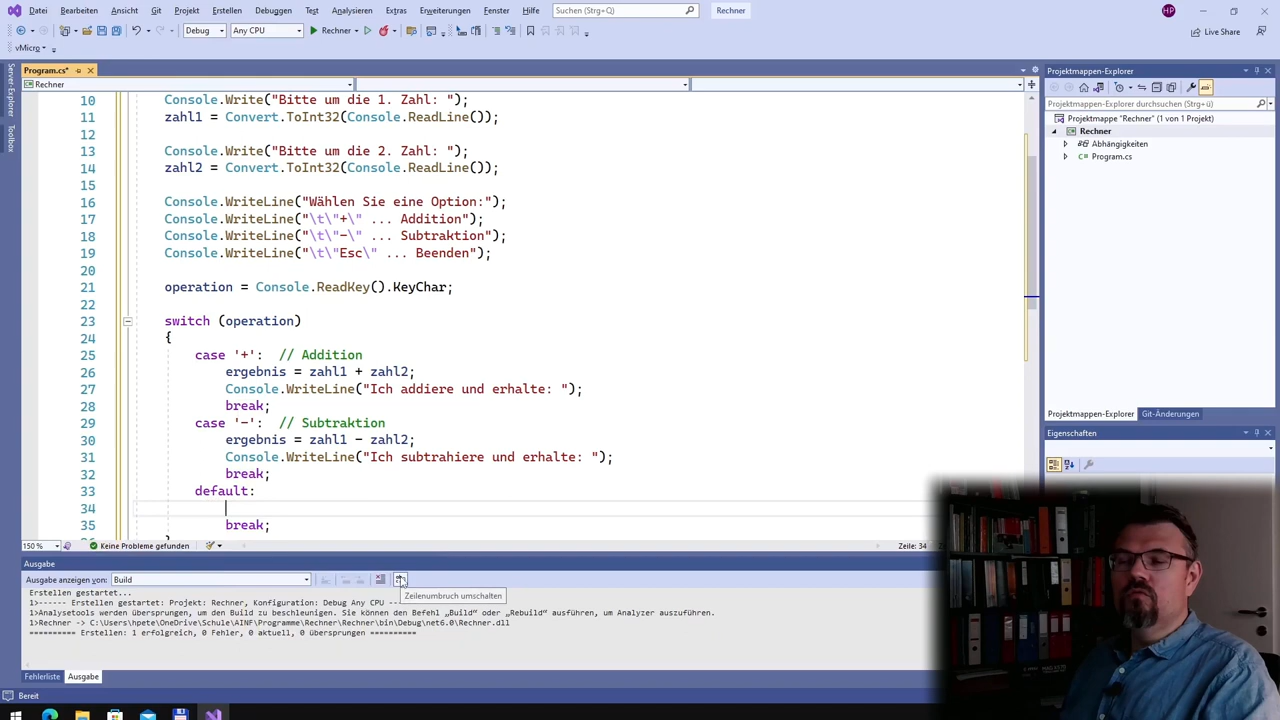 Datei Bearbeiten Ansicht Git Projekt Erstellen Debuggen Test Analysieren Extras Erweiterungen Fenster Hilfe Suchen (Strg+Q) Rechner HP
Debug Any CPU Rechner Live Share
vMicro
Server-Explorer
Toolbox
Program.cs*
Rechner
10 Console.Write("Bitte um die 1. Zahl: ");
11 zahl1 = Convert.ToInt32(Console.ReadLine());
12
13 Console.Write("Bitte um die 2. Zahl: ");
14 zahl2 = Convert.ToInt32(Console.ReadLine());
15
16 Console.WriteLine("Wählen Sie eine Option:");
17 Console.WriteLine("\t\"+\" ... Addition");
18 Console.WriteLine("\t\"-\" ... Subtraktion");
19 Console.WriteLine("\t\"Esc\" ... Beenden");
20
21 operation = Console.ReadKey().KeyChar;
22
23 switch (operation)
24 {
25 case '+': // Addition
26 ergebnis = zahl1 + zahl2;
27 Console.WriteLine("Ich addiere und erhalte: ");
28 break;
29 case '-': // Subtraktion
30 ergebnis = zahl1 - zahl2;
31 Console.WriteLine("Ich subtrahiere und erhalte: ");
32 break;
33 default:
34
35 break;
150 % Keine Probleme gefunden Zeile: 34
Projektmappen-Explorer
Projektmappen-Explorer durchsuchen (Strg+ü)
Projektmappe "Rechner" (1 von 1 Projekt)
Rechner
Abhängigkeiten
Program.cs
Projektmappen-Explorer Git-Änderungen
Eigenschaften
Ausgabe
Ausgabe anzeigen von: Build
Zeilenumbruch umschalten
Erstellen gestartet...
1>------ Erstellen gestartet: Projekt: Rechner, Konfiguration: Debug Any CPU
1>Analysetools werden übersprungen, um den Build zu beschleunigen. Sie können den Befehl „Build“ oder „Rebuild“ ausführen, um Analyzer auszuführen.
1>Rechner -> C:\Users\hpete\OneDrive\Schule\AINF\Programme\Rechner\Rechner\bin\Debug\net6.0\Rechner.dll
========== Erstellen: 1 erfolgreich, 0 Fehler, 0 aktuell, 0 übersprungen ==========
Fehlerliste Ausgabe
Bereit